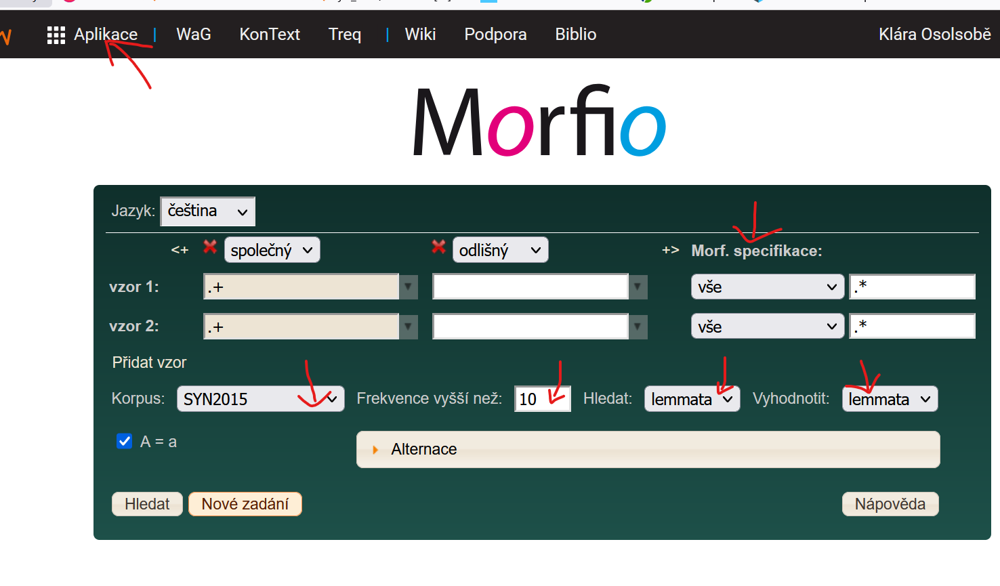 Aplikace | WaG KonText Treq | Wiki Podpora Biblio Klára Osolsobě
Morfio
Jazyk: čeština
<+ společný odlišný +> Morf. specifikace:
vzor 1: .+ vše .*
vzor 2: .+ vše .*
Přidat vzor
Korpus: SYN2015 Frekvence vyšší než: 10 Hledat: lemmata Vyhodnotit: lemmata
A = a Alternace
Hledat Nové zadání Nápověda